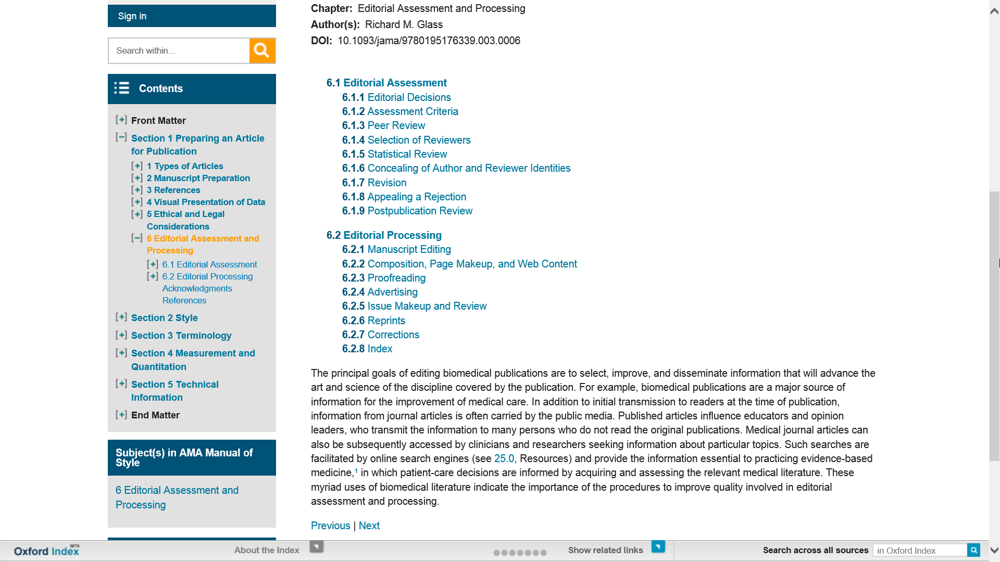 Sign in
Search within...
Contents
[+] Front Matter
[−] Section 1 Preparing an Article
for Publication
[+] 1 Types of Articles
[+] 2 Manuscript Preparation
[+] 3 References
[+] 4 Visual Presentation of Data
[+] 5 Ethical and Legal
Considerations
[−] 6 Editorial Assessment and
Processing
[+] 6.1 Editorial Assessment
[+] 6.2 Editorial Processing
Acknowledgments
References
[+] Section 2 Style
[+] Section 3 Terminology
[+] Section 4 Measurement and
Quantitation
[+] Section 5 Technical
Information
[+] End Matter
Subject(s) in AMA Manual of
Style
6 Editorial Assessment and
Processing
Chapter: Editorial Assessment and Processing
Author(s): Richard M. Glass
DOI: 10.1093/jama/9780195176339.003.0006
6.1 Editorial Assessment
6.1.1 Editorial Decisions
6.1.2 Assessment Criteria
6.1.3 Peer Review
6.1.4 Selection of Reviewers
6.1.5 Statistical Review
6.1.6 Concealing of Author and Reviewer Identities
6.1.7 Revision
6.1.8 Appealing a Rejection
6.1.9 Postpublication Review
6.2 Editorial Processing
6.2.1 Manuscript Editing
6.2.2 Composition, Page Makeup, and Web Content
6.2.3 Proofreading
6.2.4 Advertising
6.2.5 Issue Makeup and Review
6.2.6 Reprints
6.2.7 Corrections
6.2.8 Index
The principal goals of editing biomedical publications are to select, improve, and disseminate information that will advance the
art and science of the discipline covered by the publication. For example, biomedical publications are a major source of
information for the improvement of medical care. In addition to initial transmission to readers at the time of publication,
information from journal articles is often carried by the public media. Published articles influence educators and opinion
leaders, who transmit the information to many persons who do not read the original publications. Medical journal articles can
also be subsequently accessed by clinicians and researchers seeking information about particular topics. Such searches are
facilitated by online search engines (see 25.0, Resources) and provide the information essential to practicing evidence-based
medicine,¹ in which patient-care decisions are informed by acquiring and assessing the relevant medical literature. These
myriad uses of biomedical literature indicate the importance of the procedures to improve quality involved in editorial
assessment and processing.
Previous | Next
Oxford Index BETA
About the Index
Show related links
Search across all sources
in Oxford Index